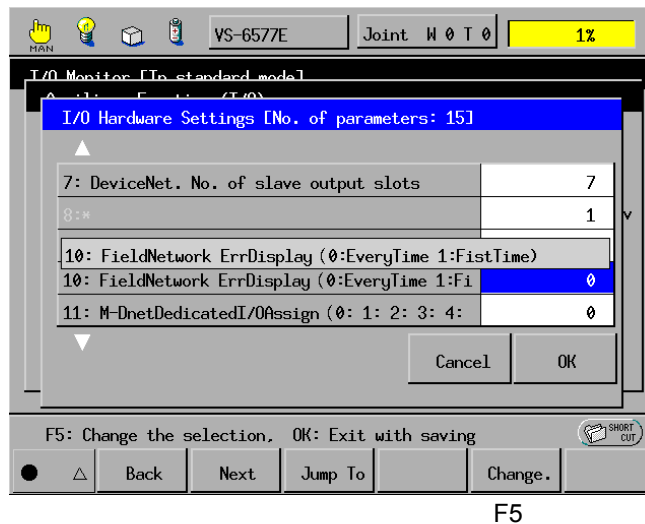 MAN
VS-6577E
Joint W 0 T 0
1%
I/O Monitor [Tp standard mode]
I/O Hardware Settings [No. of parameters: 15]
7: DeviceNet. No. of slave output slots 7
8:* 1
10: FieldNetwork ErrDisplay(0:EveryTime 1:FistTime)
10: FieldNetwork ErrDisplay(0:EveryTime 1:Fi 0
11: M-DnetDedicatedI/OAssign(0: 1: 2: 3: 4: 0
Cancel
OK
F5: Change the selection, OK: Exit with saving
SHORT
CUT
Back
Next
Jump To
Change.
F5